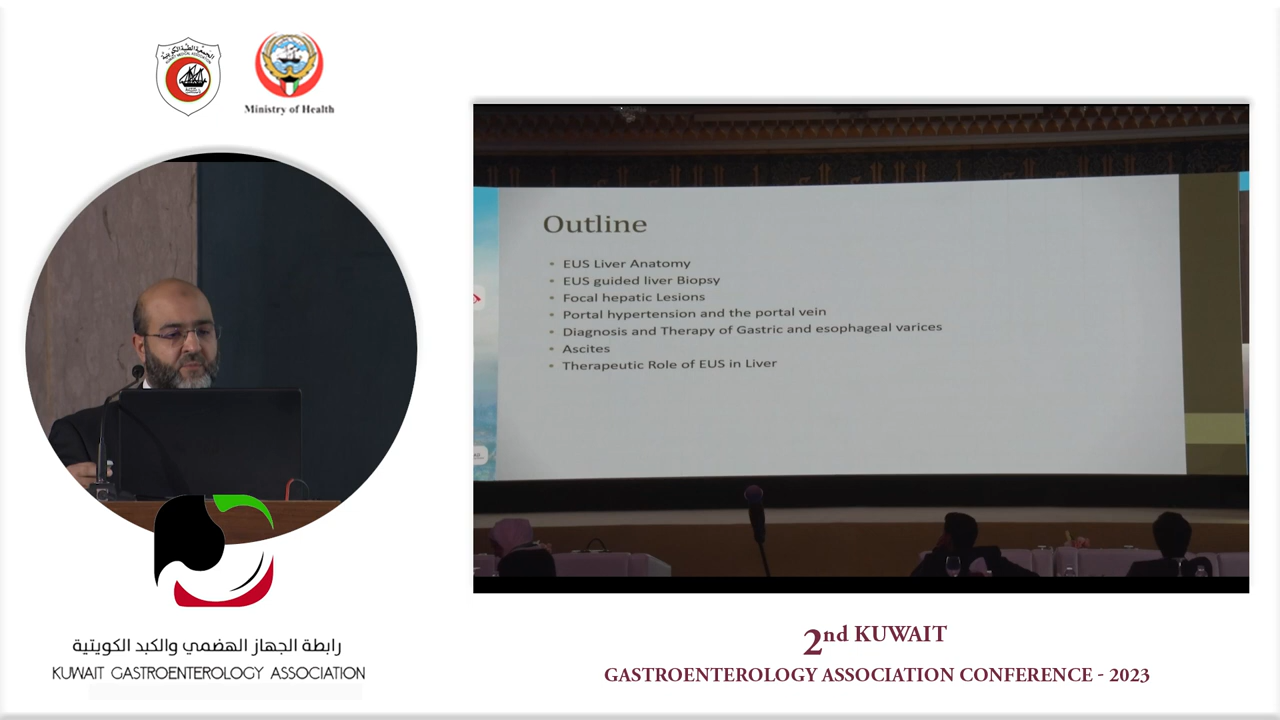 Ministry of Health
Outline
• EUS Liver Anatomy
• EUS guided liver Biopsy
• Focal hepatic Lesions
• Portal hypertension and the portal vein
• Diagnosis and Therapy of Gastric and esophageal varices
• Ascites
• Therapeutic Role of EUS in Liver
رابطة الجهاز الهضمي والكبد الكويتية
KUWAIT GASTROENTEROLOGY ASSOCIATION
2nd KUWAIT
GASTROENTEROLOGY ASSOCIATION CONFERENCE - 2023